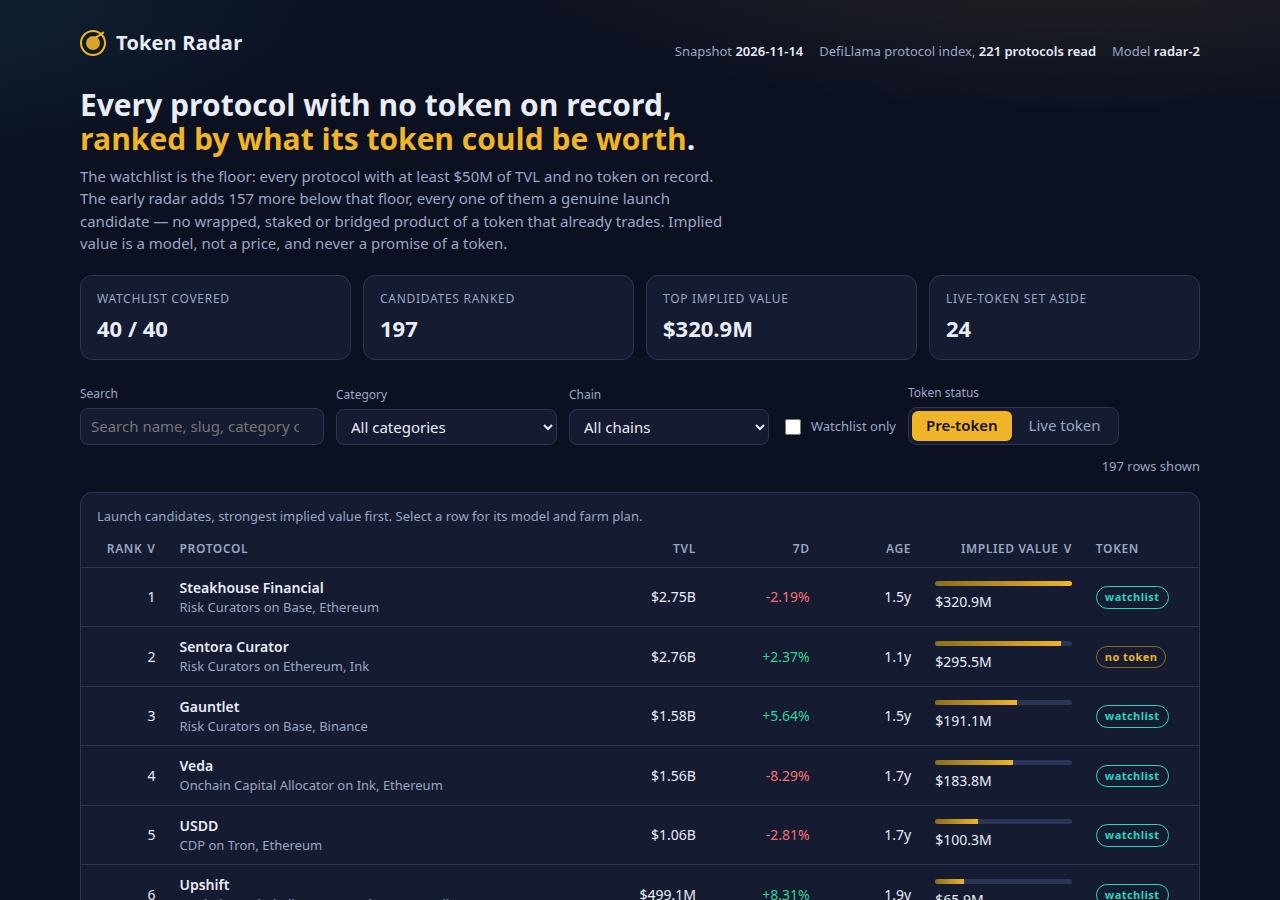 Token Radar
Snapshot 2026-11-14 DefiLlama protocol index, 221 protocols read Model radar-2
Every protocol with no token on record,
ranked by what its token could be worth.
The watchlist is the floor: every protocol with at least $50M of TVL and no token on record.
The early radar adds 157 more below that floor, every one of them a genuine launch
candidate — no wrapped, staked or bridged product of a token that already trades. Implied
value is a model, not a price, and never a promise of a token.
WATCHLIST COVERED
40 / 40
CANDIDATES RANKED
197
TOP IMPLIED VALUE
$320.9M
LIVE-TOKEN SET ASIDE
24
Search
Search name, slug, category c
Category
All categories
Chain
All chains
Watchlist only
Token status
Pre-token Live token
197 rows shown
Launch candidates, strongest implied value first. Select a row for its model and farm plan.
RANK V PROTOCOL TVL 7D AGE IMPLIED VALUE V TOKEN
1 Steakhouse Financial $2.75B -2.19% 1.5y $320.9M watchlist
Risk Curators on Base, Ethereum
2 Sentora Curator $2.76B +2.37% 1.1y $295.5M no token
Risk Curators on Ethereum, Ink
3 Gauntlet $1.58B +5.64% 1.5y $191.1M watchlist
Risk Curators on Base, Binance
4 Veda $1.56B -8.29% 1.7y $183.8M watchlist
Onchain Capital Allocator on Ink, Ethereum
5 USDD $1.06B -2.81% 1.7y $100.3M watchlist
CDP on Tron, Ethereum
6 Upshift $499.1M +8.31% 1.9y $65.9M watchlist